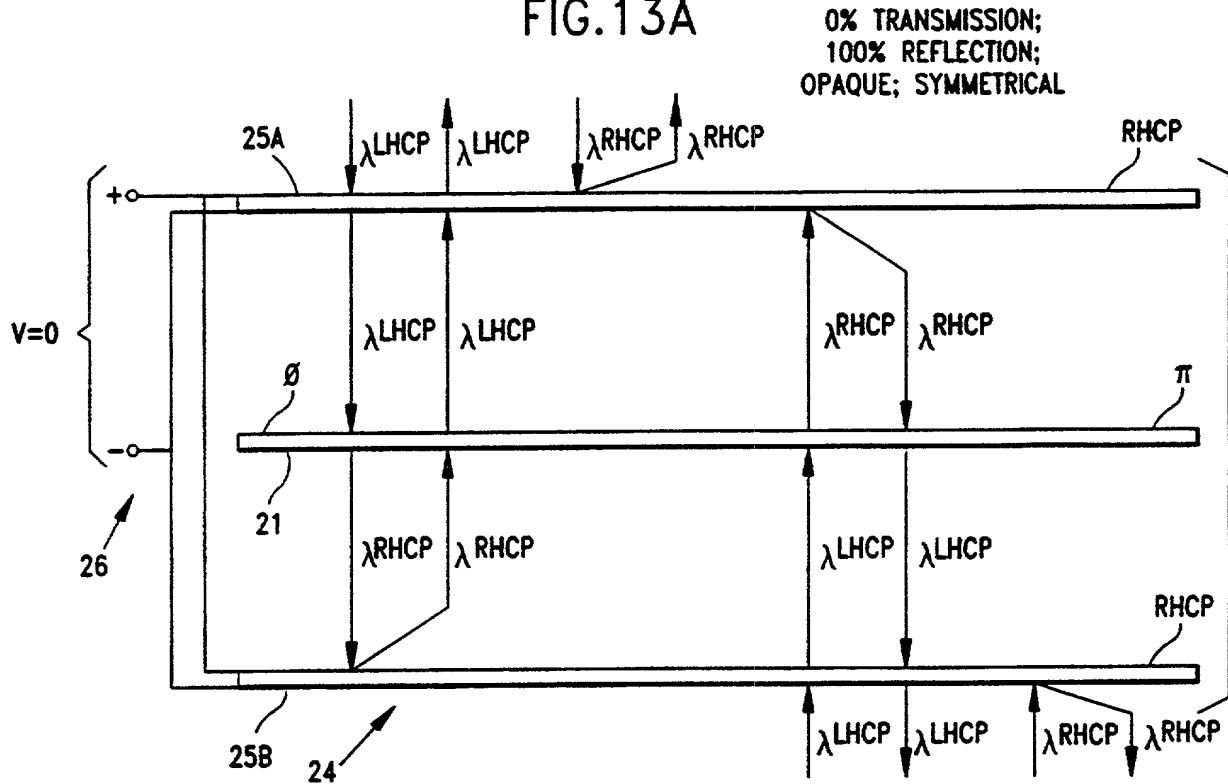 FIG.13A
0% TRANSMISSION;
100% REFLECTION;
OPAQUE; SYMMETRICAL
25A
λLHCP
λLHCP
λRHCP
λRHCP
RHCP
+
V=0
λLHCP
λLHCP
λRHCP
λRHCP
Ø
π
-
21
26
λRHCP
λRHCP
λLHCP
λLHCP
RHCP
25B
24
λLHCP
λLHCP
λRHCP
λRHCP